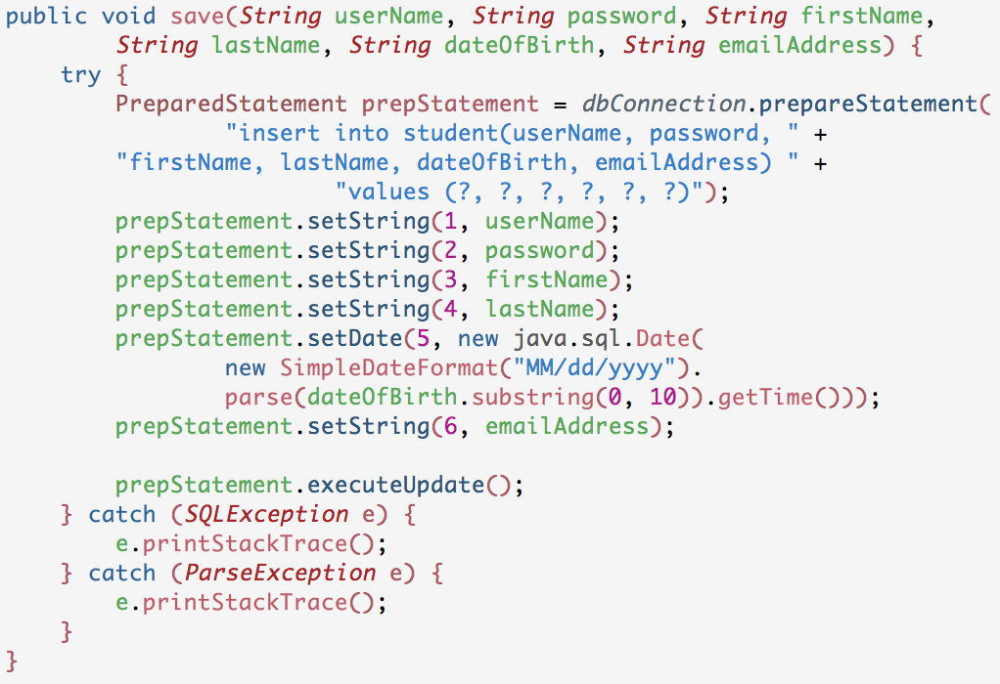 public void save(String userName, String password, String firstName,
        String lastName, String dateOfBirth, String emailAddress) {
    try {
        PreparedStatement prepStatement = dbConnection.prepareStatement(
                "insert into student(userName, password, " +
        "firstName, lastName, dateOfBirth, emailAddress) " +
                        "values (?, ?, ?, ?, ?, ?)");
        prepStatement.setString(1, userName);
        prepStatement.setString(2, password);
        prepStatement.setString(3, firstName);
        prepStatement.setString(4, lastName);
        prepStatement.setDate(5, new java.sql.Date(
                new SimpleDateFormat("MM/dd/yyyy").
                parse(dateOfBirth.substring(0, 10)).getTime()));
        prepStatement.setString(6, emailAddress);

        prepStatement.executeUpdate();
    } catch (SQLException e) {
        e.printStackTrace();
    } catch (ParseException e) {
        e.printStackTrace();
    }
}